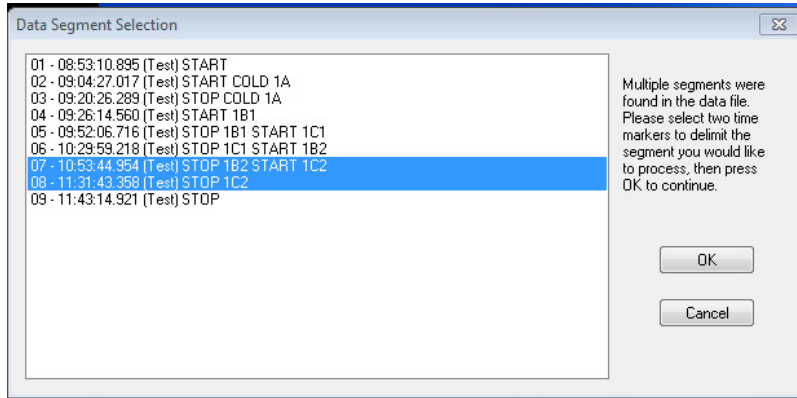 Data Segment Selection
01 - 08:53:10.895 (Test) START
02 - 09:04:27.017 (Test) START COLD 1A
03 - 09:20:26.289 (Test) STOP COLD 1A
04 - 09:26:14.560 (Test) START 1B1
05 - 09:52:06.716 (Test) STOP 1B1 START 1C1
06 - 10:29:59.218 (Test) STOP 1C1 START 1B2
07 - 10:53:44.954 (Test) STOP 1B2 START 1C2
08 - 11:31:43.358 (Test) STOP 1C2
09 - 11:43:14.921 (Test) STOP
Multiple segments were
found in the data file.
Please select two time
markers to delimit the
segment you would like
to process, then press
OK to continue.
OK
Cancel